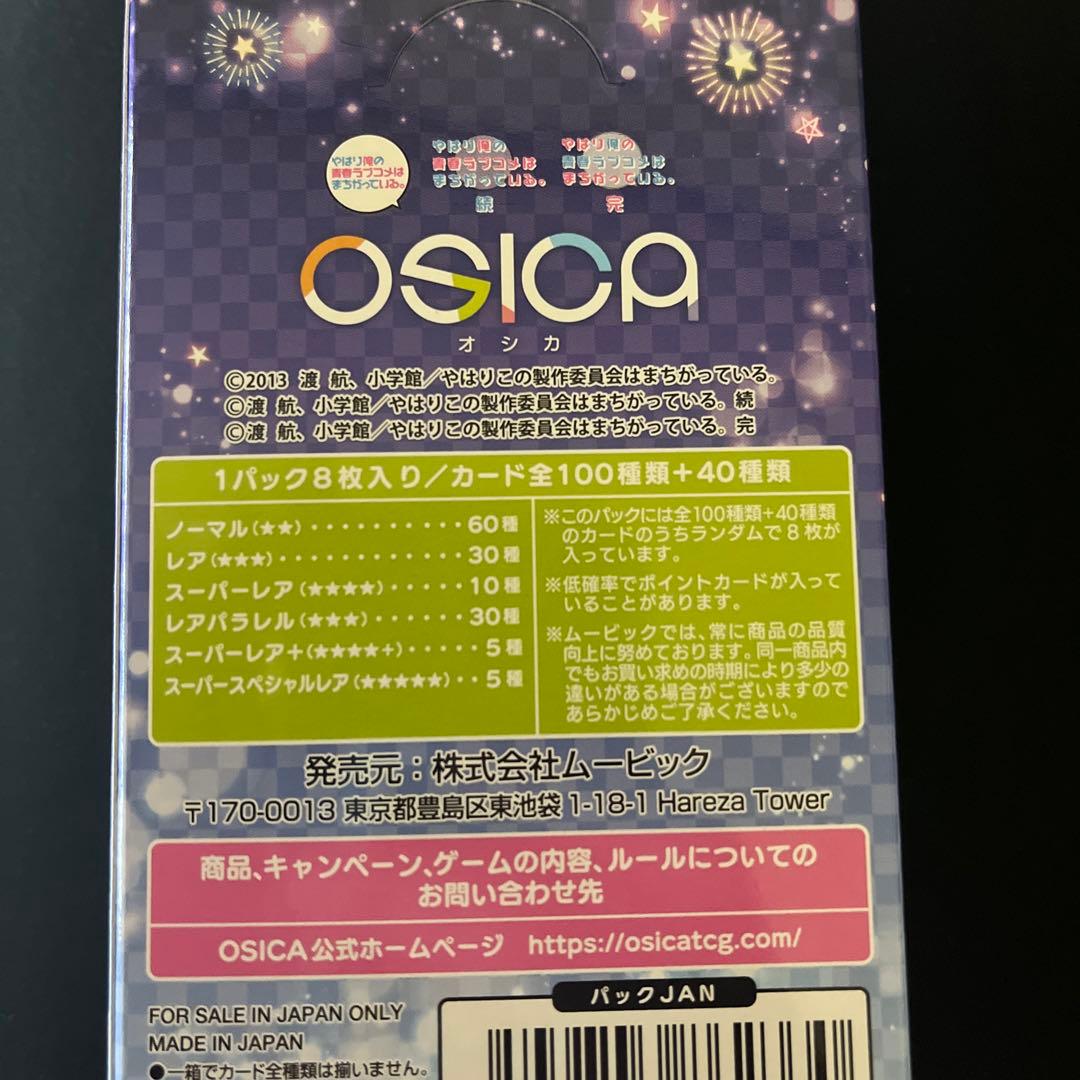 やはり俺の
青春ラブコメは
まちがっている。
やはり俺の
青春ラブコメは
まちがっている。
続
やはり俺の
青春ラブコメは
まちがっている。
完
OSICA
オシカ
©2013 渡 航、小学館／やはりこの製作委員会はまちがっている。
©渡 航、小学館／やはりこの製作委員会はまちがっている。続
©渡 航、小学館／やはりこの製作委員会はまちがっている。完
1パック8枚入り／カード全100種類＋40種類
ノーマル（★★）・・・・・・・・・・60種
レア（★★★）・・・・・・・・・・・・30種
スーパーレア（★★★★）・・・・・10種
レアパラレル（★★★）・・・・・・30種
スーパーレア＋（★★★★＋）・・・・・5種
スーパースペシャルレア（★★★★★）・・5種
※このパックには全100種類+40種類
のカードのうちランダムで8枚が
入っています。
※低確率でポイントカードが入って
いることがあります。
※ムービックでは、常に商品の品質
向上に努めております。同一商品内
でもお買い求めの時期により多少の
違いがある場合がございますので
あらかじめご了承ください。
発売元：株式会社ムービック
〒170-0013 東京都豊島区東池袋 1-18-1 Hareza Tower
商品、キャンペーン、ゲームの内容、ルールについての
お問い合わせ先
OSICA公式ホームページ https://osicatcg.com/
FOR SALE IN JAPAN ONLY
MADE IN JAPAN
●一箱でカード全種類は揃いません。
パックJAN